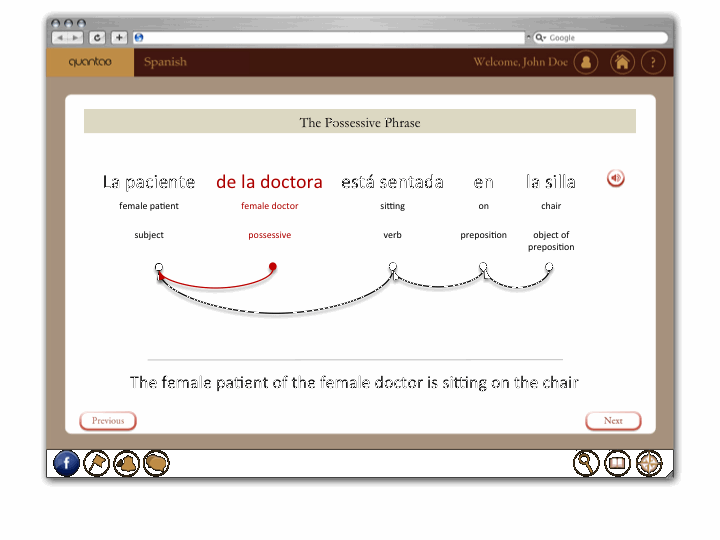 Google
quantao Spanish Welcome, John Doe ?
The Possessive Phrase
La paciente de la doctora está sentada en la silla
female patient female doctor sitting on chair
subject possessive verb preposition object of
preposition
The female patient of the female doctor is sitting on the chair
Previous Next
f